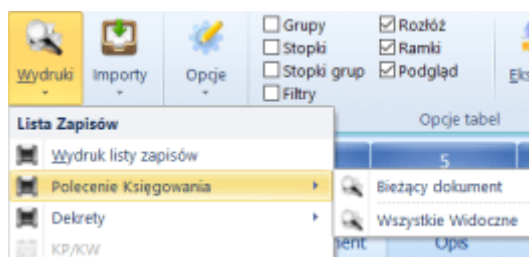 Grupy Rozłóż
Stopki Ramki
Wydruki Importy Opcje Stopki grup Podgląd
Filtry
Lista Zapisów Opcje tabel
Wydruk listy zapisów 5
Polecenie Księgowania Bieżący dokument
Dekrety Wszystkie Widoczne
KP/KW Opis